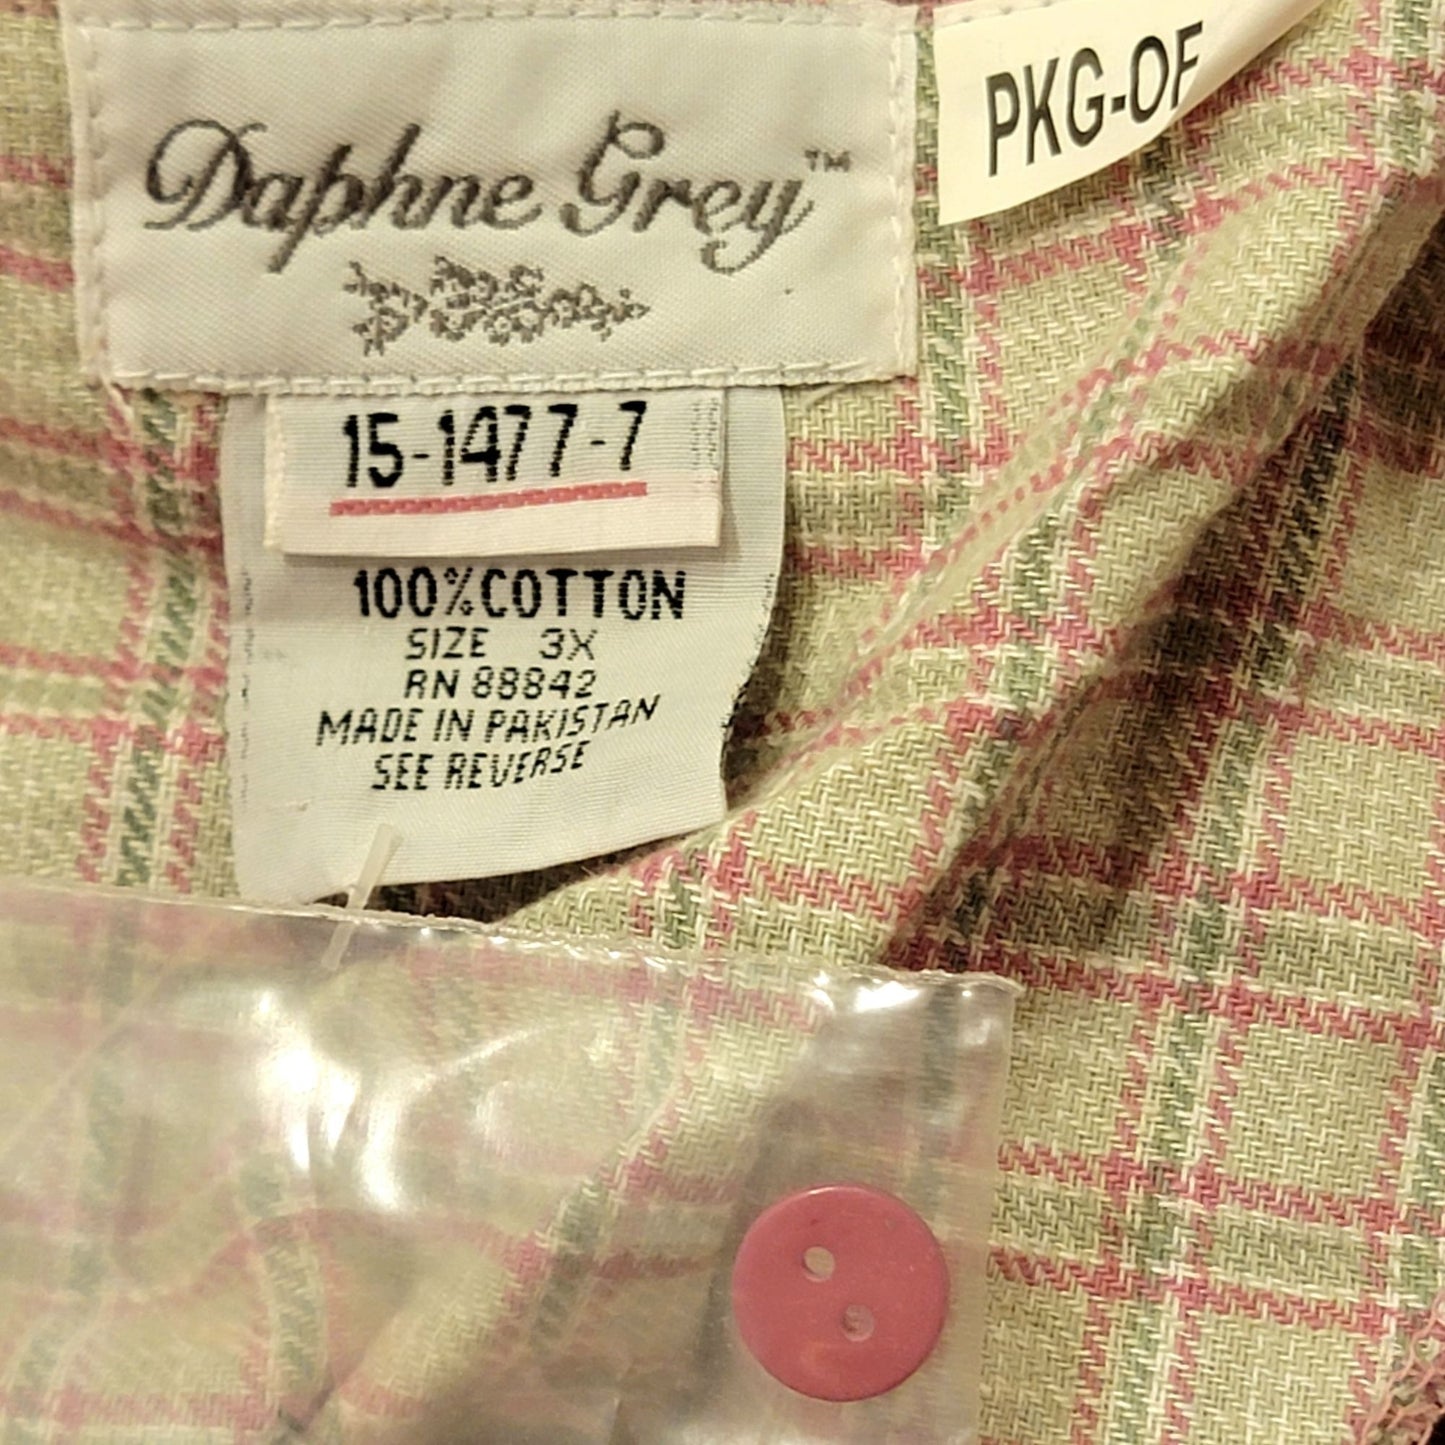 Daphne Grey™
PKG-OF
15-1477-7
100% COTTON
SIZE 3X
RN 88842
MADE IN PAKISTAN
SEE REVERSE